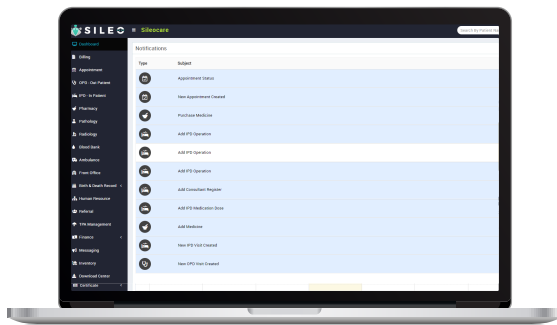 SILEO
Sileocare
Search By Patient Na
Dashboard
Billing
Appointment
OPD - Out Patient
IPD - In Patient
Pharmacy
Pathology
Radiology
Blood Bank
Ambulance
Front Office
Birth & Death Record
Human Resource
Referral
TPA Management
Finance
Messaging
Inventory
Download Center
Certificate
Notifications
Type Subject
Appointment Status
New Appointment Created
Purchase Medicine
Add IPD Operation
Add IPD Operation
Add IPD Operation
Add Consultant Register
Add IPD Medication Dose
Add Medicine
New IPD Visit Created
New OPD Visit Created